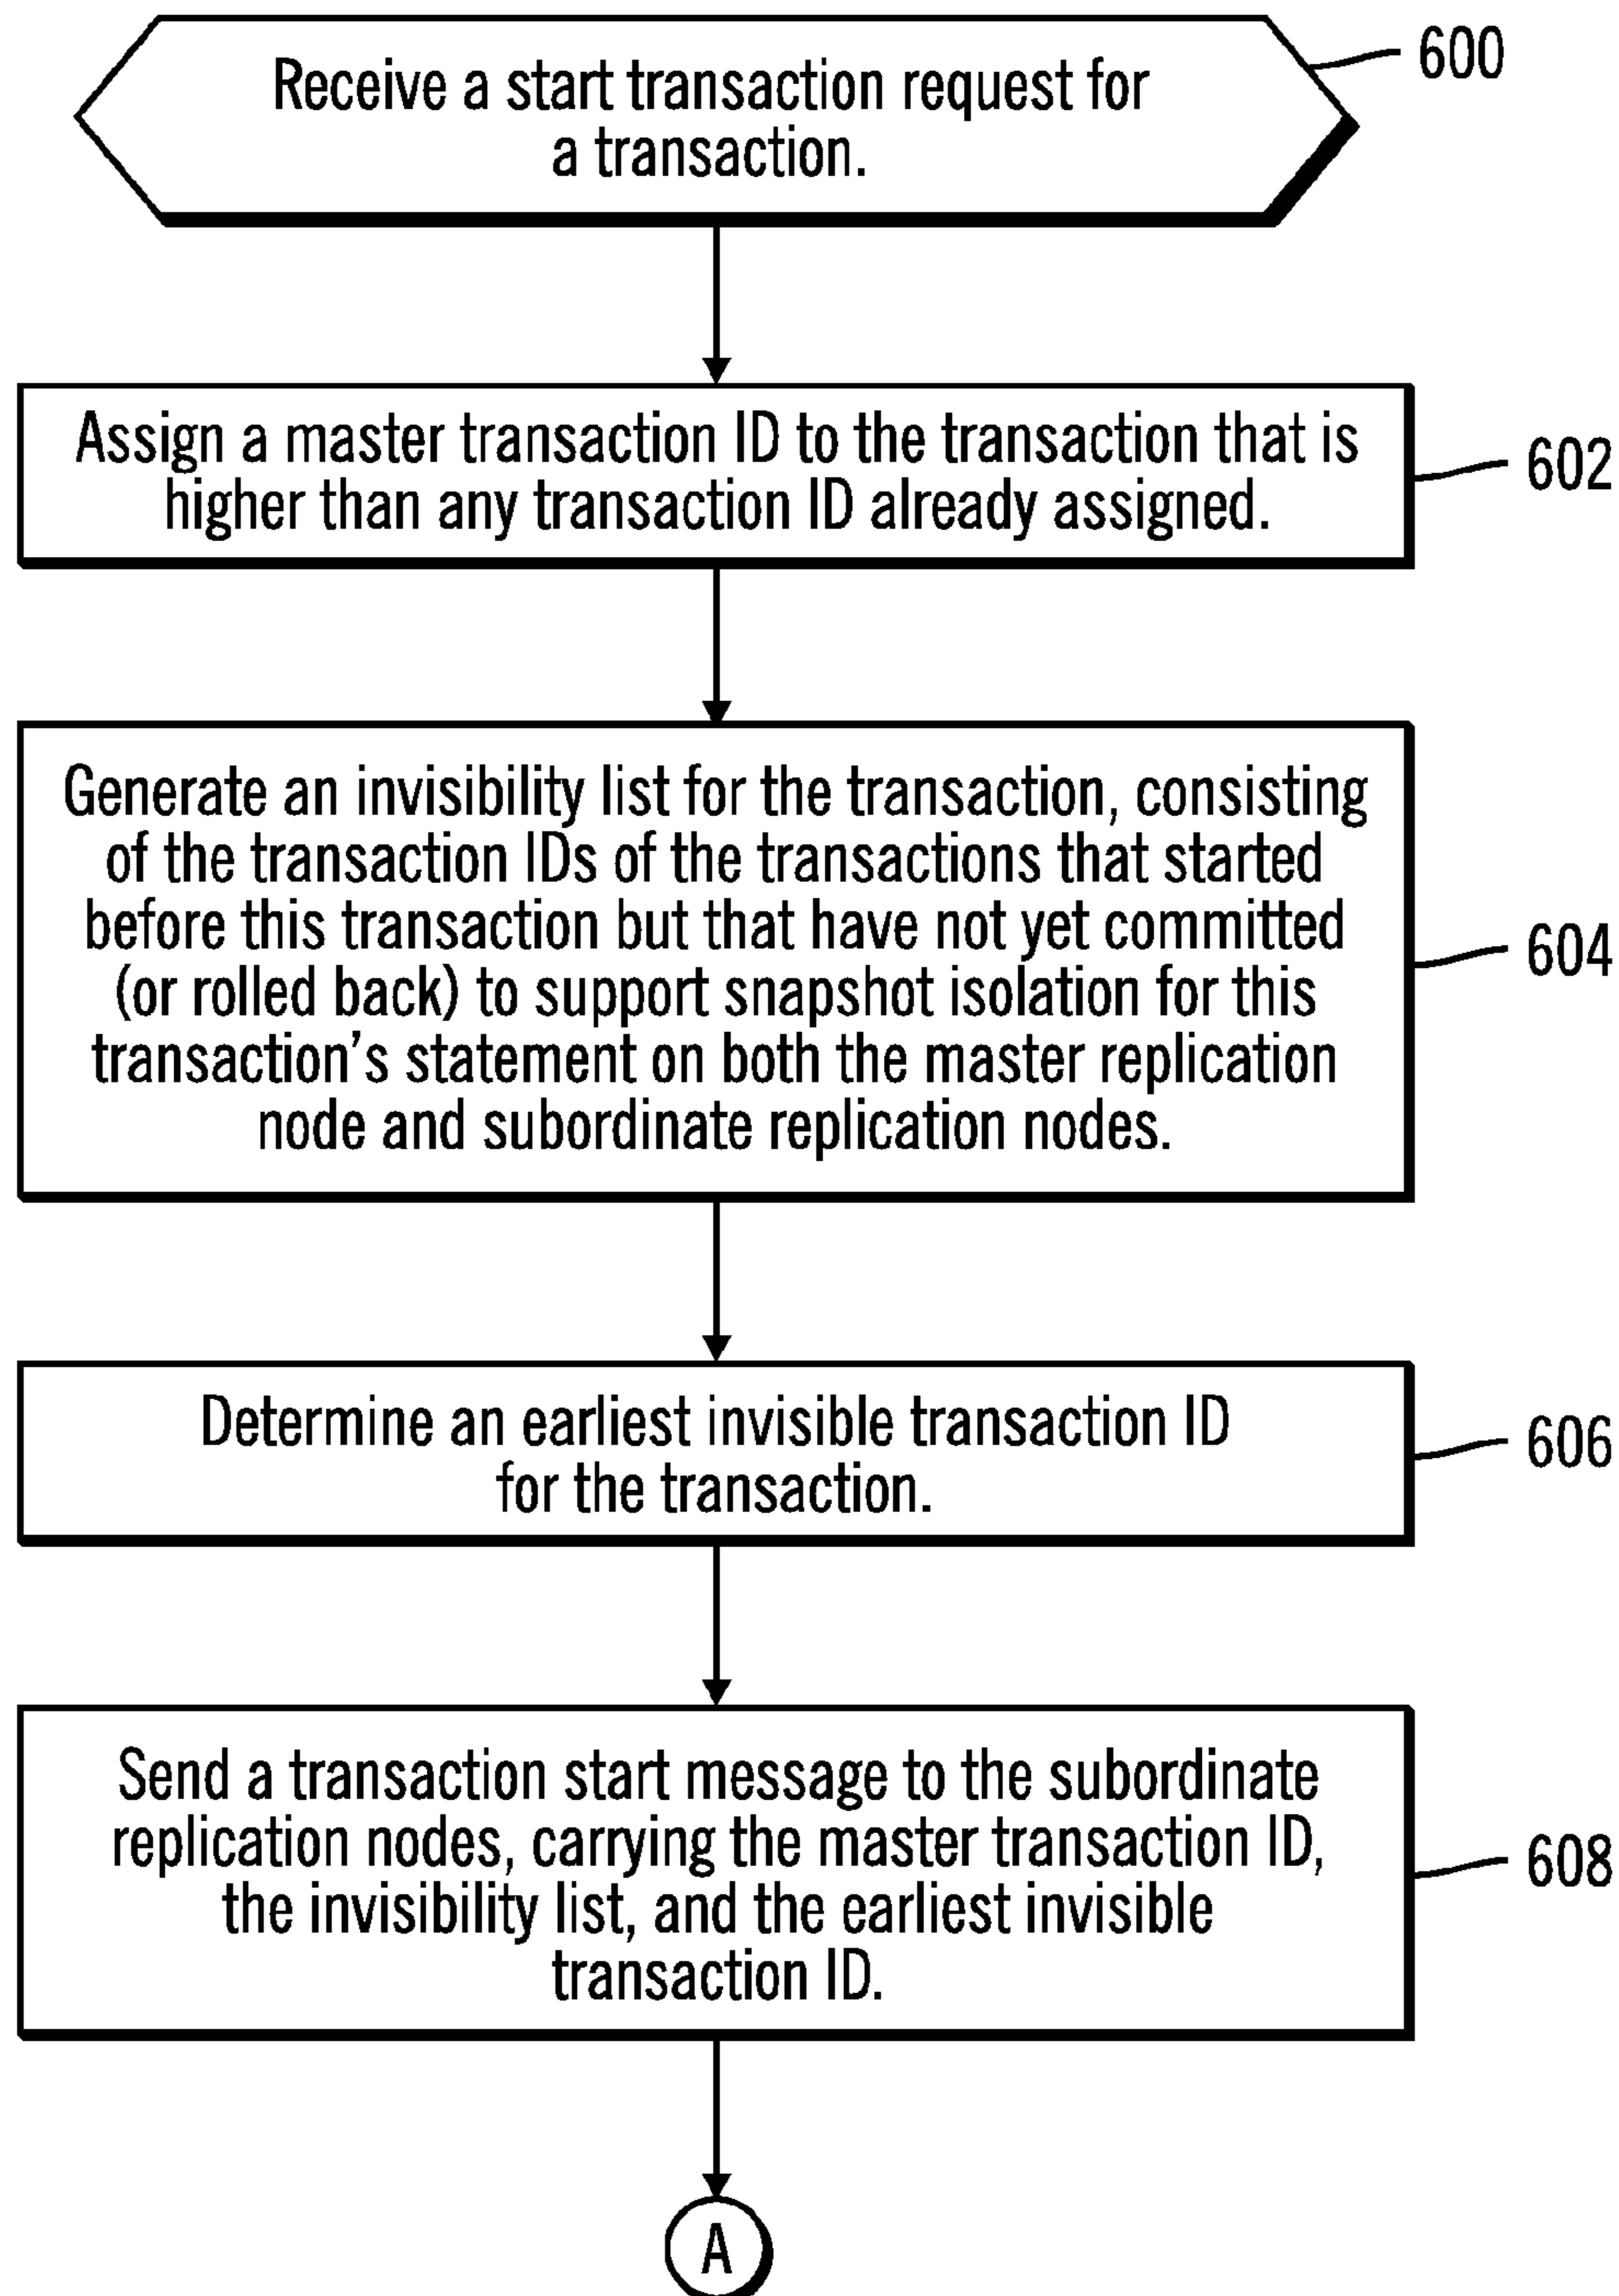 Receive a start transaction request for
a transaction.
600
Assign a master transaction ID to the transaction that is
higher than any transaction ID already assigned.
602
Generate an invisibility list for the transaction, consisting
of the transaction IDs of the transactions that started
before this transaction but that have not yet committed
(or rolled back) to support snapshot isolation for this
transaction's statement on both the master replication
node and subordinate replication nodes.
604
Determine an earliest invisible transaction ID
for the transaction.
606
Send a transaction start message to the subordinate
replication nodes, carrying the master transaction ID,
the invisibility list, and the earliest invisible
transaction ID.
608
A